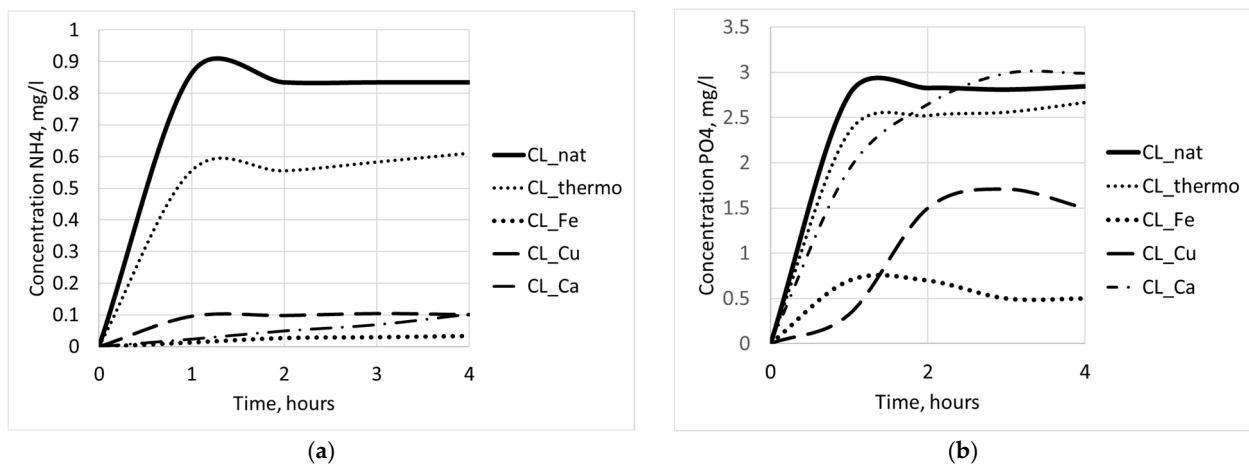 Concentration NH4, mg/l
1
0.9
0.8
0.7
0.6
0.5
0.4
0.3
0.2
0.1
0
0 1 2 3 4
Time, hours
CL_nat
CL_thermo
CL_Fe
CL_Cu
CL_Ca
(a)
Concentration PO4, mg/l
3.5
3
2.5
2
1.5
1
0.5
0
0 2 4
Time, hours
CL_nat
CL_thermo
CL_Fe
CL_Cu
CL_Ca
(b)